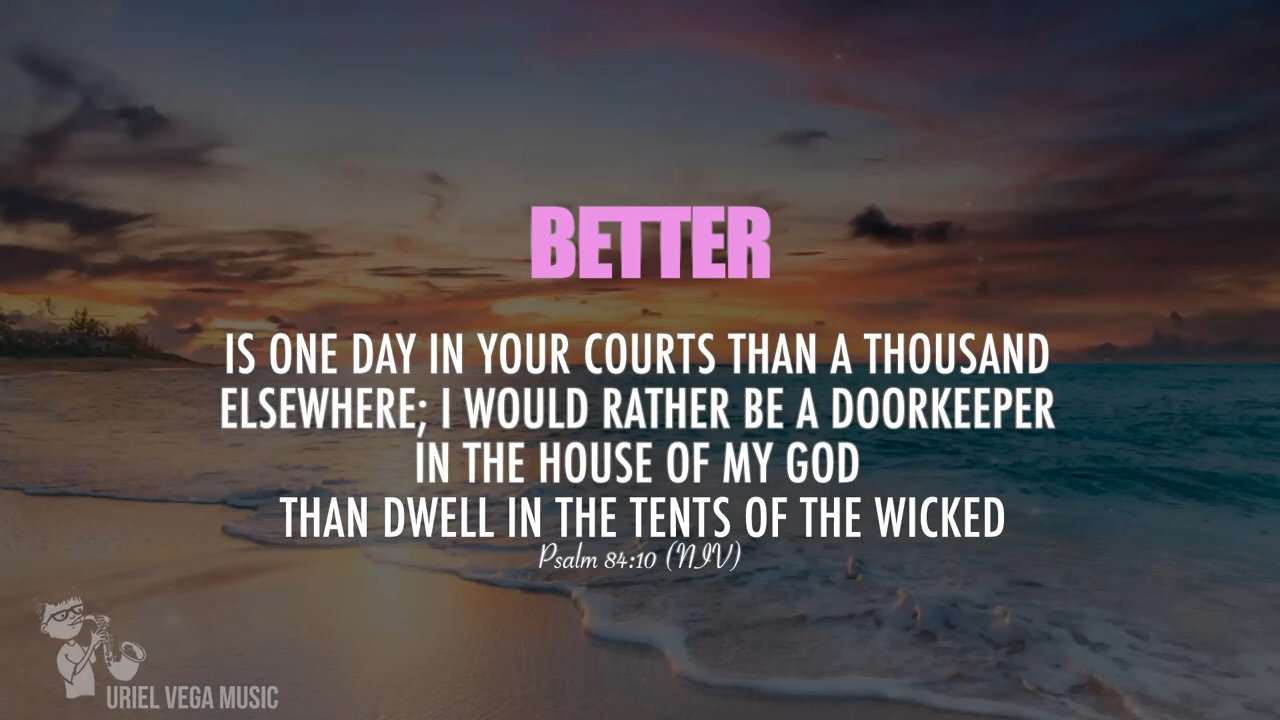 BETTER
IS ONE DAY IN YOUR COURTS THAN A THOUSAND
ELSEWHERE; I WOULD RATHER BE A DOORKEEPER
IN THE HOUSE OF MY GOD
THAN DWELL IN THE TENTS OF THE WICKED
Psalm 84:10 (NIV)
URIEL VEGA MUSIC